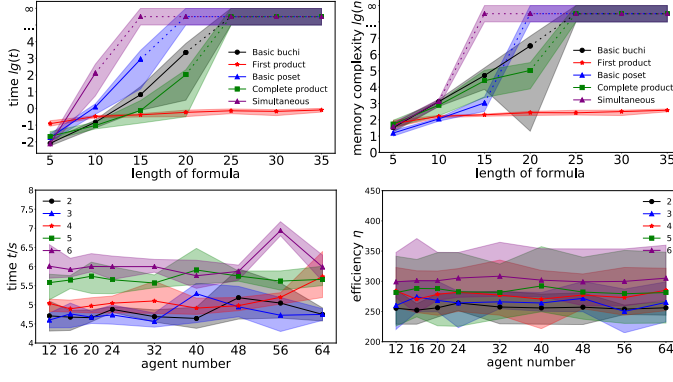 time lg(t)
∞
...
4
3
2
1
0
-1
-2
5 10 15 20 25 30 35
length of formula
Basic buchi
First product
Basic poset
Complete product
Simultaneous
memory complexity lg(n
∞
...
7
6
5
4
3
2
1
0
5 10 15 20 25 30 35
length of formula
Basic buchi
First product
Basic poset
Complete product
Simultaneous
time t/s
8
7.5
7
6.5
6
5.5
5
4.5
4
12 16 20 24 32 40 48 56 64
agent number
2
3
4
5
6
efficiency η
450
400
350
300
250
200
12 16 20 24 32 40 48 56 64
agent number
2
3
4
5
6